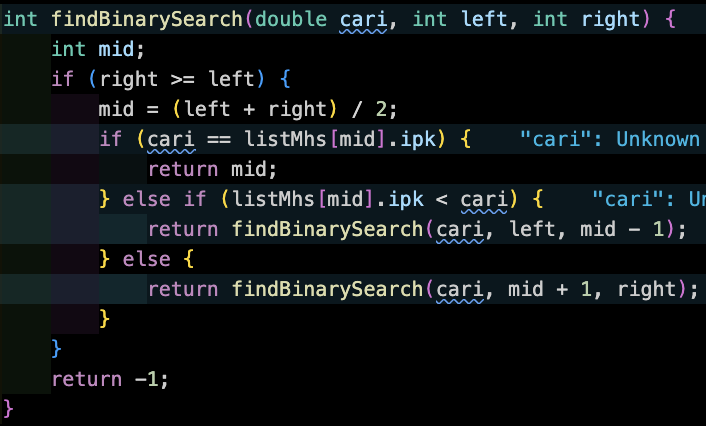 int findBinarySearch(double cari, int left, int right) {
    int mid;
    if (right >= left) {
        mid = (left + right) / 2;
        if (cari == listMhs[mid].ipk) {    "cari": Unknown
            return mid;
        } else if (listMhs[mid].ipk < cari) {    "cari":
            return findBinarySearch(cari, left, mid - 1);
        } else {
            return findBinarySearch(cari, mid + 1, right);
        }
    }
    return -1;
}